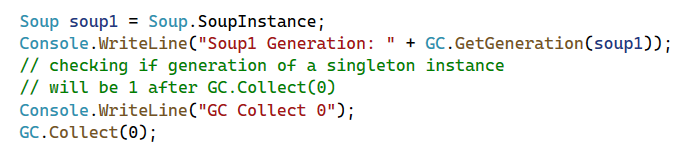 Soup soup1 = Soup.SoupInstance;
Console.WriteLine("Soup1 Generation: " + GC.GetGeneration(soup1));
// checking if generation of a singleton instance
// will be 1 after GC.Collect(0)
Console.WriteLine("GC Collect 0");
GC.Collect(0);